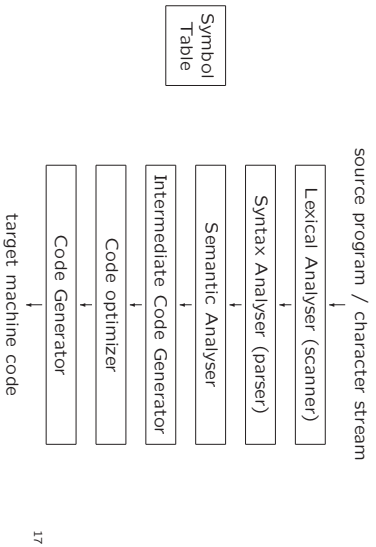 source program / character stream
Lexical Analyser (scanner)
Syntax Analyser (parser)
Semantic Analyser
Symbol
Table
Intermediate Code Generator
Code optimizer
Code Generator
target machine code
17